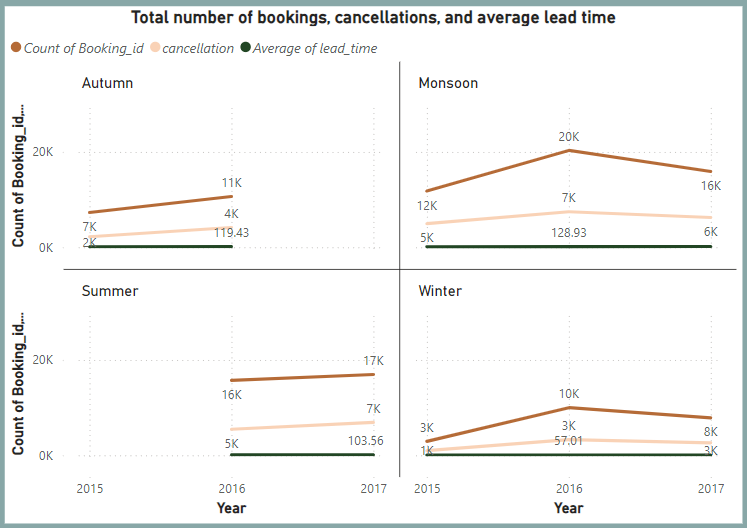 Total number of bookings, cancellations, and average lead time
Count of Booking_id cancellation Average of lead_time
Autumn
Monsoon
Count of Booking_id,...
20K
0K
7K
11K
2K
4K
119.43
12K
20K
16K
5K
7K
6K
128.93
Summer
Winter
Count of Booking_id,...
20K
0K
16K
17K
5K
7K
103.56
3K
10K
8K
1K
3K
3K
57.01
2015 2016 2017
2015 2016 2017
Year
Year